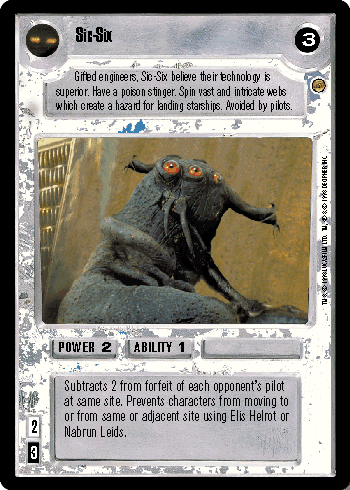 Sic-Six
3
Gifted engineers, Sic-Six believe their technology is
superior. Have a poison stinger. Spin vast and intricate webs
which create a hazard for landing starships. Avoided by pilots.
POWER 2 ABILITY 1
Subtracts 2 from forfeit of each opponent's pilot
at same site. Prevents characters from moving to
or from same or adjacent site using Elis Helrot or
Nabrun Leids.
2
3